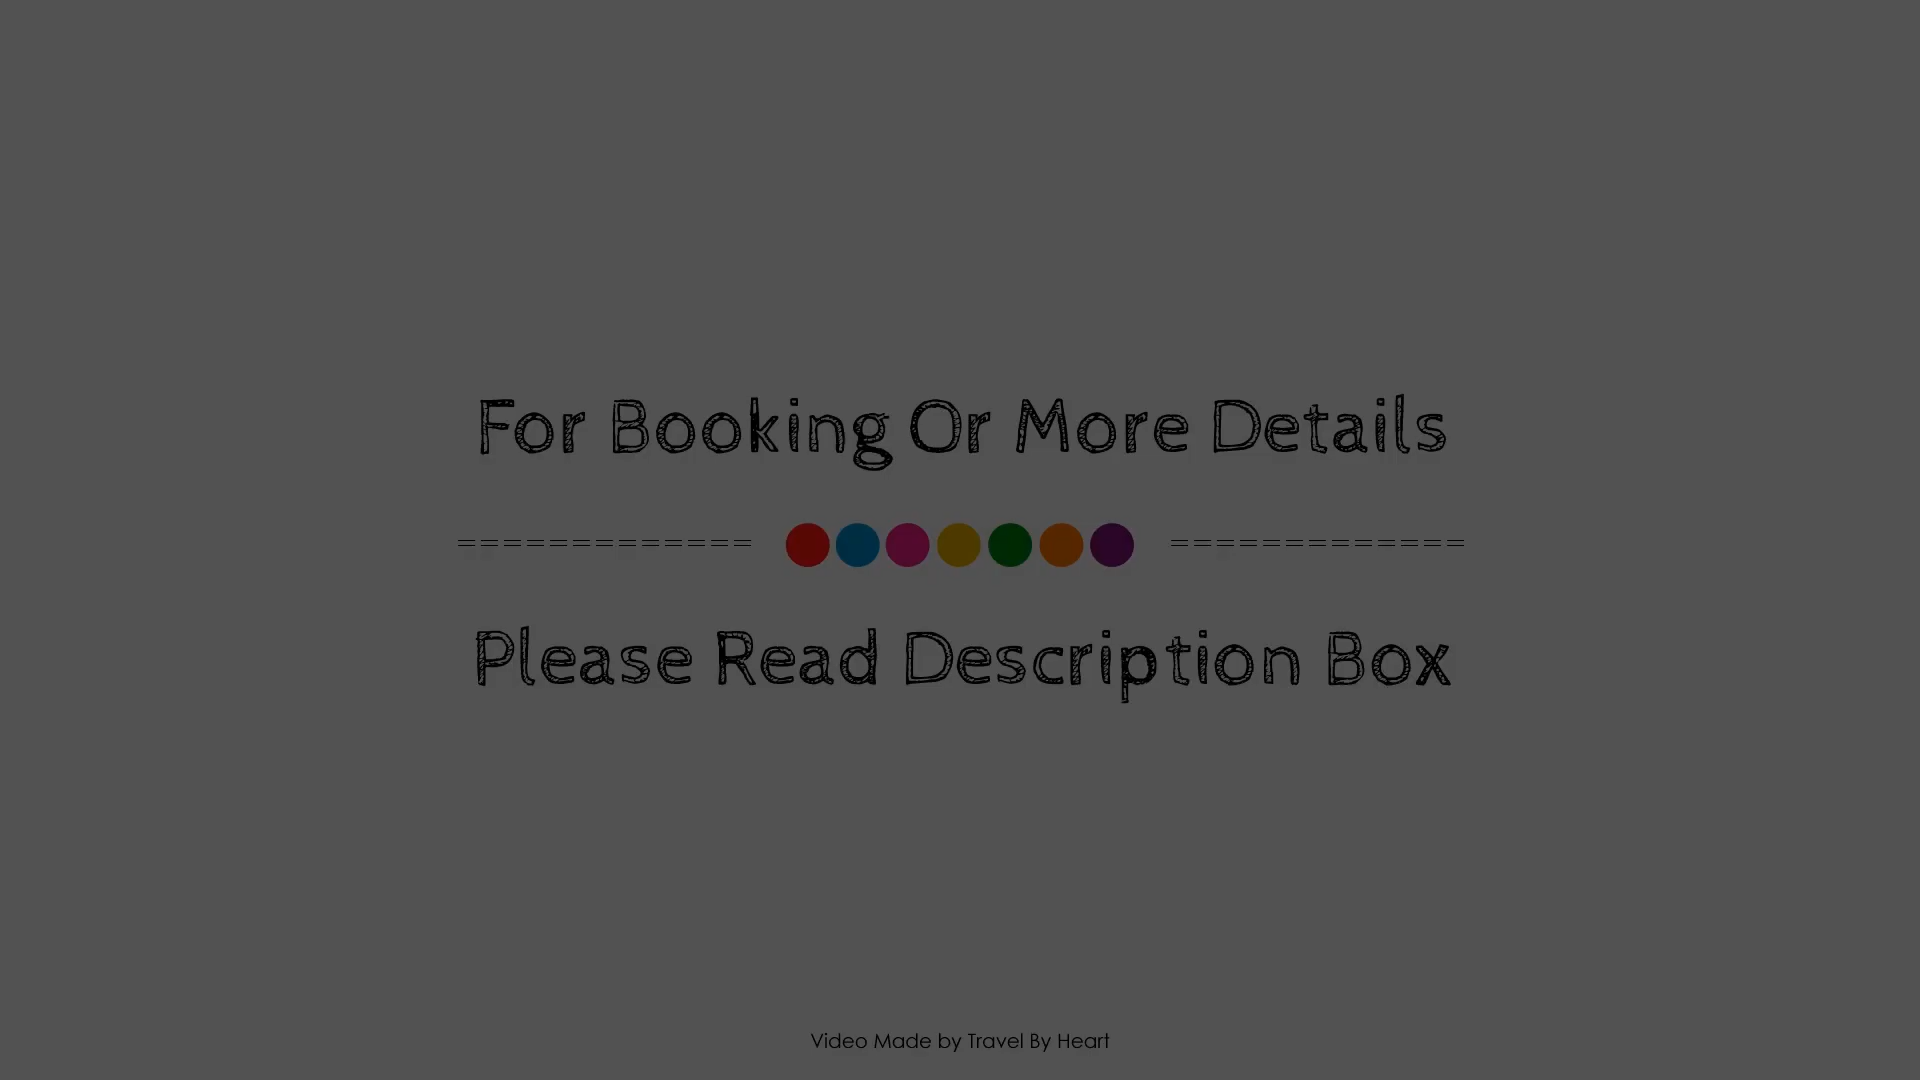 For Booking Or More Details
============= =============
Please Read Description Box
Video Made by Travel By Heart